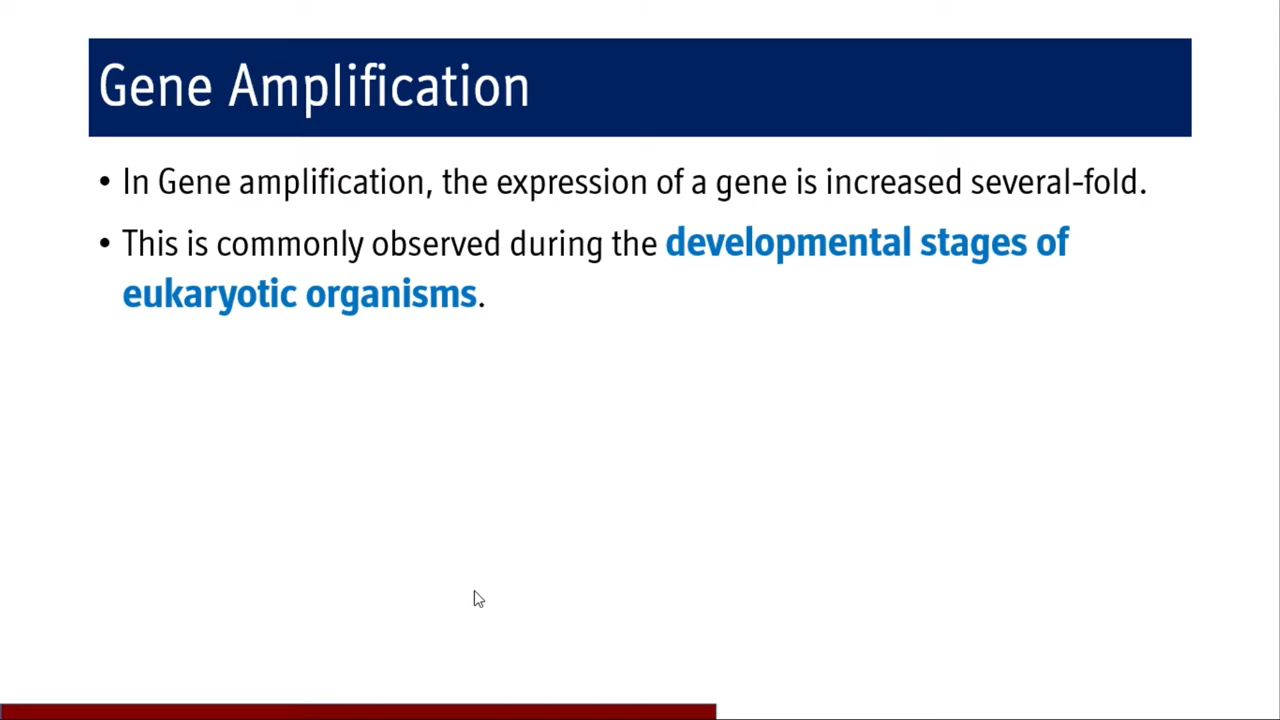 Gene Amplification
• In Gene amplification, the expression of a gene is increased several-fold.
• This is commonly observed during the developmental stages of
eukaryotic organisms.